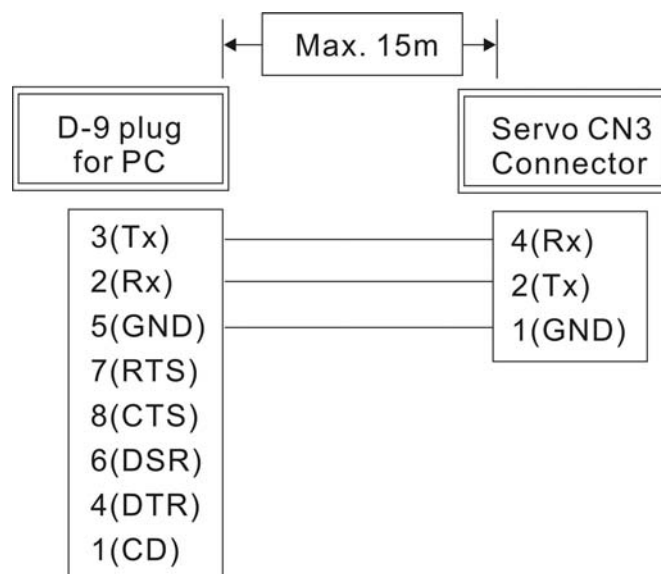 Max. 15m
D-9 plug
for PC
Servo CN3
Connector
3(Tx)
2(Rx)
5(GND)
7(RTS)
8(CTS)
6(DSR)
4(DTR)
1(CD)
4(Rx)
2(Tx)
1(GND)